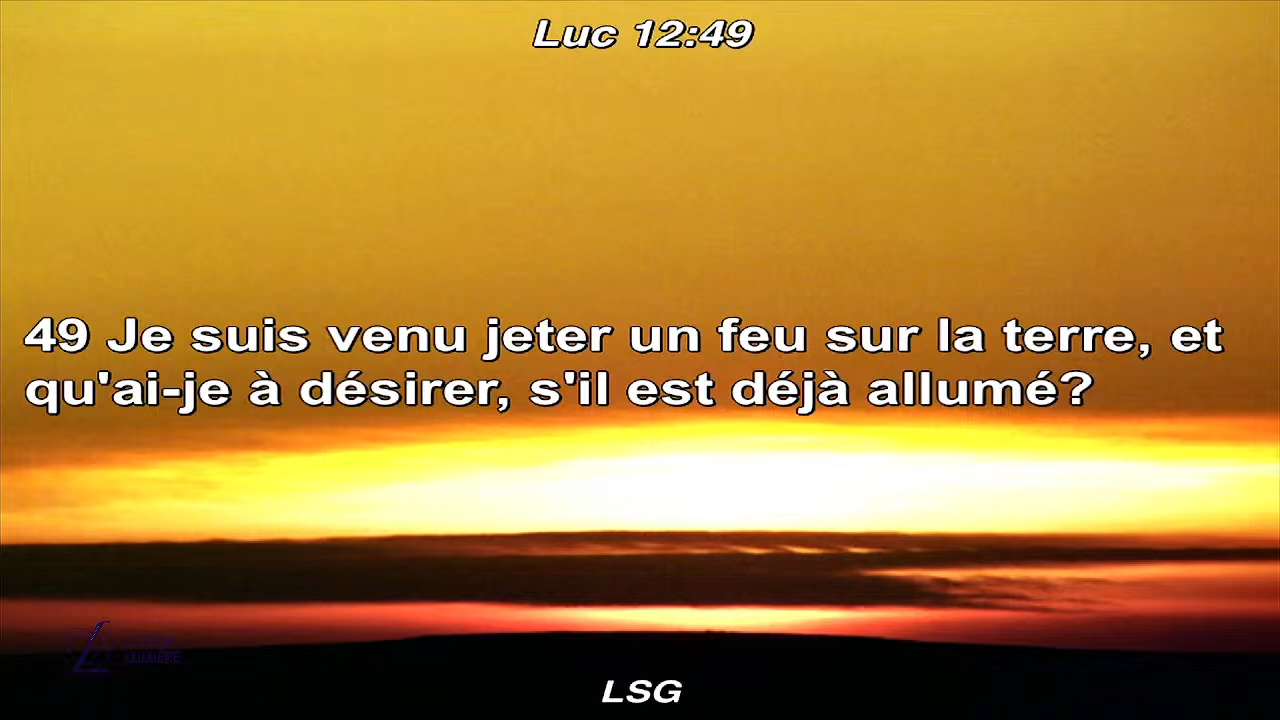 Luc 12:49
49 Je suis venu jeter un feu sur la terre, et
qu'ai-je à désirer, s'il est déjà allumé?
LSG